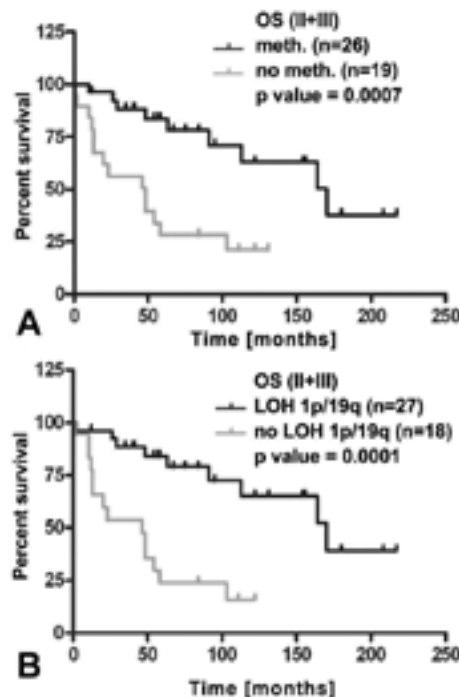 OS (II+III)
meth. (n=26)
no meth. (n=19)
p value = 0.0007
125
100
75
50
25
0
Percent survival
0 50 100 150 200 250
Time [months]
A
OS (II+III)
LOH 1p/19q (n=27)
no LOH 1p/19q (n=18)
p value = 0.0001
125
100
75
50
25
0
Percent survival
0 50 100 150 200 250
Time [months]
B